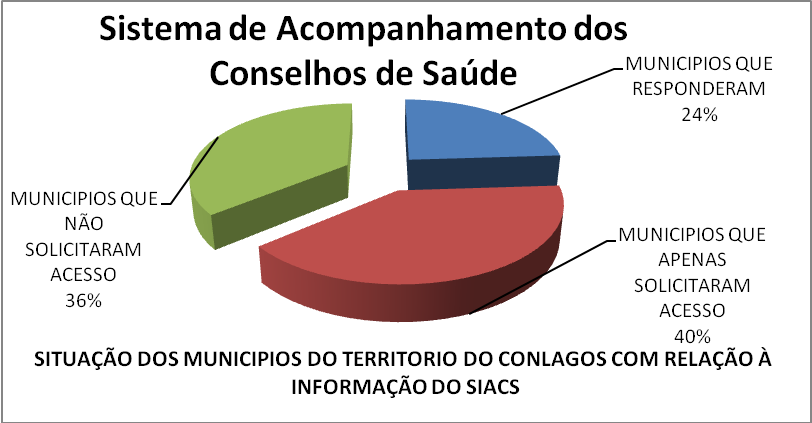 Sistema de Acompanhamento dos
Conselhos de Saúde
MUNICIPIOS QUE
RESPONDERAM
24%
MUNICIPIOS QUE
NÃO
SOLICITARAM
ACESSO
36%
MUNICIPIOS QUE
APENAS
SOLICITARAM
ACESSO
40%
SITUAÇÃO DOS MUNICIPIOS DO TERRITORIO DO CONLAGOS COM RELAÇÃO À
INFORMAÇÃO DO SIACS